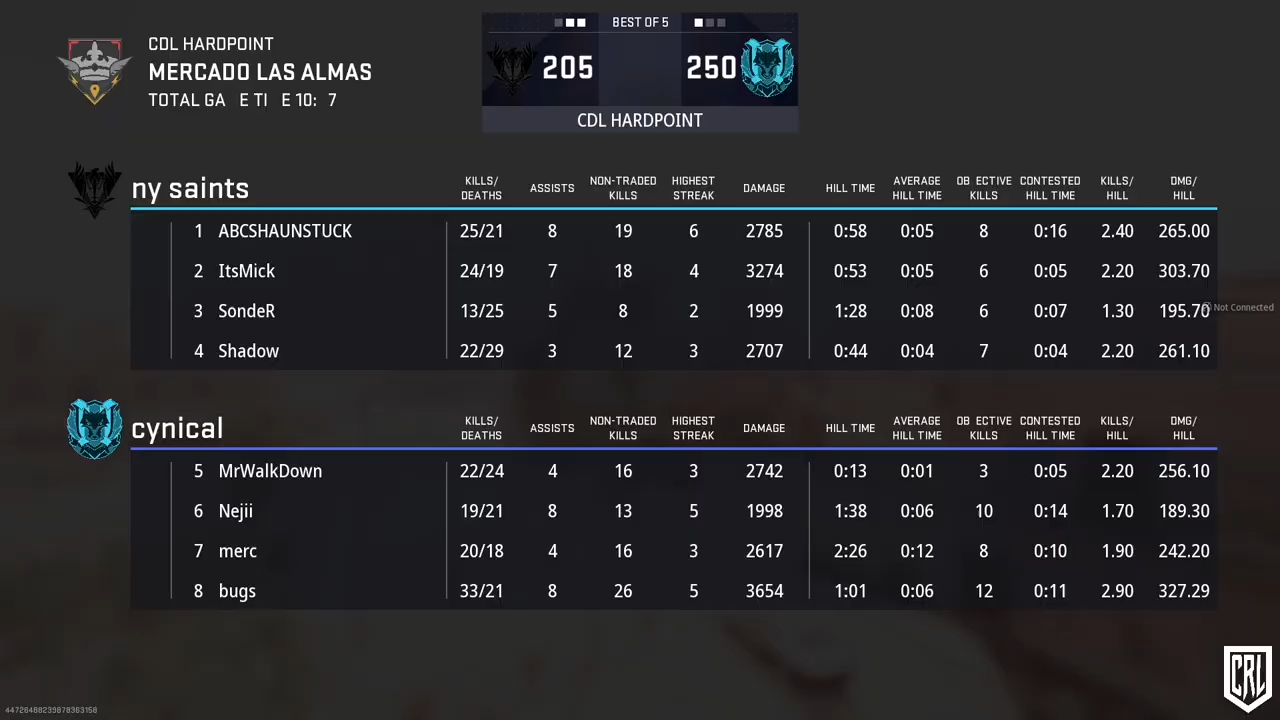 CDL HARDPOINT
MERCADO LAS ALMAS
TOTAL GA E TI E 10: 7
BEST OF 5
205 250
CDL HARDPOINT
ny saints
KILLS/ DEATHS ASSISTS NON-TRADED KILLS HIGHEST STREAK DAMAGE HILL TIME AVERAGE HILL TIME OB ECTIVE KILLS CONTESTED HILL TIME KILLS/ HILL DMG/ HILL
1 ABCSHAUNSTUCK 25/21 8 19 6 2785 0:58 0:05 8 0:16 2.40 265.00
2 ItsMick 24/19 7 18 4 3274 0:53 0:05 6 0:05 2.20 303.70
3 SondeR 13/25 5 8 2 1999 1:28 0:08 6 0:07 1.30 195.70
Not Connected
4 Shadow 22/29 3 12 3 2707 0:44 0:04 7 0:04 2.20 261.10
cynical
KILLS/ DEATHS ASSISTS NON-TRADED KILLS HIGHEST STREAK DAMAGE HILL TIME AVERAGE HILL TIME OB ECTIVE KILLS CONTESTED HILL TIME KILLS/ HILL DMG/ HILL
5 MrWalkDown 22/24 4 16 3 2742 0:13 0:01 3 0:05 2.20 256.10
6 Nejii 19/21 8 13 5 1998 1:38 0:06 10 0:14 1.70 189.30
7 merc 20/18 4 16 3 2617 2:26 0:12 8 0:10 1.90 242.20
8 bugs 33/21 8 26 5 3654 1:01 0:06 12 0:11 2.90 327.29
CRL